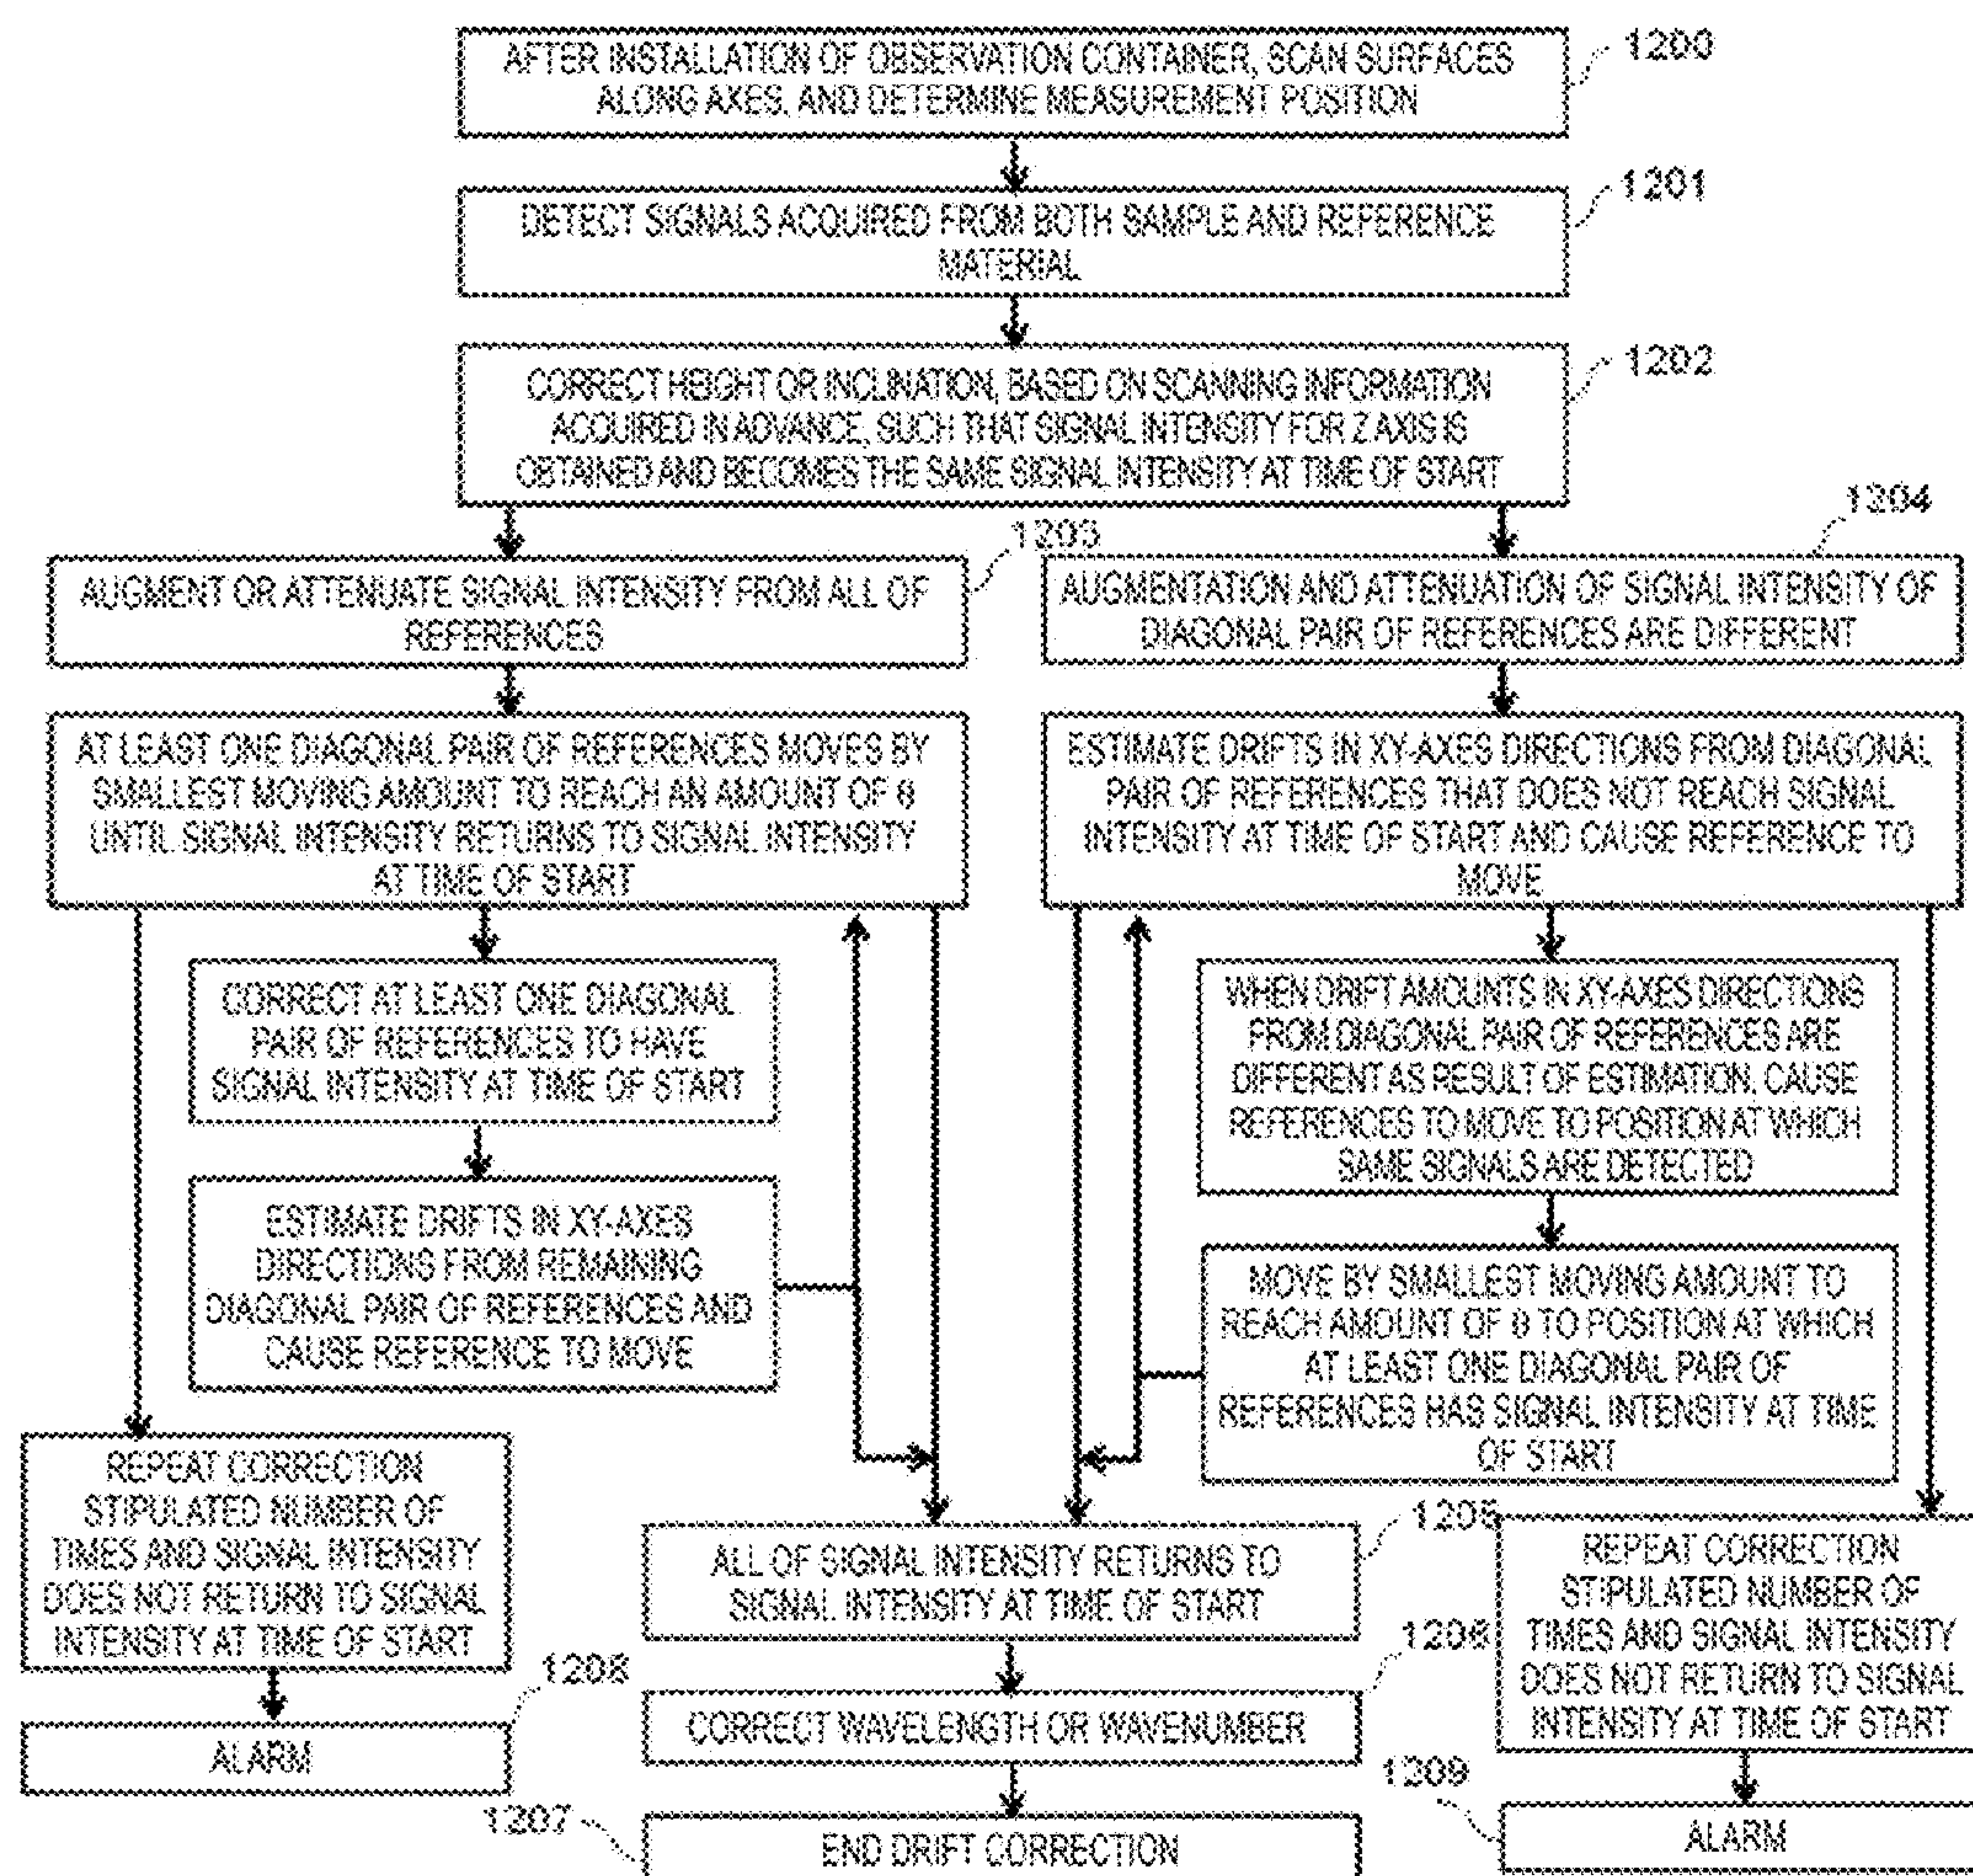 AFTER INSTALLATION OF OBSERVATION CONTAINER, SCAN SURFACES
ALONG AXES, AND DETERMINE MEASUREMENT POSITION
1200
DETECT SIGNALS ACQUIRED FROM BOTH SAMPLE AND REFERENCE
MATERIAL
1201
CORRECT HEIGHT OR INCLINATION, BASED ON SCANNING INFORMATION
ACQUIRED IN ADVANCE, SUCH THAT SIGNAL INTENSITY FOR Z AXIS IS
OBTAINED AND BECOMES THE SAME SIGNAL INTENSITY AT TIME OF START
1202
1203
AUGMENT OR ATTENUATE SIGNAL INTENSITY FROM ALL OF
REFERENCES
1204
AUGMENTATION AND ATTENUATION OF SIGNAL INTENSITY OF
DIAGONAL PAIR OF REFERENCES ARE DIFFERENT
AT LEAST ONE DIAGONAL PAIR OF REFERENCES MOVES BY
SMALLEST MOVING AMOUNT TO REACH AN AMOUNT OF θ
UNTIL SIGNAL INTENSITY RETURNS TO SIGNAL INTENSITY
AT TIME OF START
ESTIMATE DRIFTS IN XY-AXES DIRECTIONS FROM DIAGONAL
PAIR OF REFERENCES THAT DOES NOT REACH SIGNAL
INTENSITY AT TIME OF START AND CAUSE REFERENCE TO
MOVE
CORRECT AT LEAST ONE DIAGONAL
PAIR OF REFERENCES TO HAVE
SIGNAL INTENSITY AT TIME OF START
ESTIMATE DRIFTS IN XY-AXES
DIRECTIONS FROM REMAINING
DIAGONAL PAIR OF REFERENCES AND
CAUSE REFERENCE TO MOVE
WHEN DRIFT AMOUNTS IN XY-AXES DIRECTIONS
FROM DIAGONAL PAIR OF REFERENCES ARE
DIFFERENT AS RESULT OF ESTIMATION, CAUSE
REFERENCES TO MOVE TO POSITION AT WHICH
SAME SIGNALS ARE DETECTED
MOVE BY SMALLEST MOVING AMOUNT TO
REACH AMOUNT OF θ TO POSITION AT WHICH
AT LEAST ONE DIAGONAL PAIR OF
REFERENCES HAS SIGNAL INTENSITY AT TIME
OF START
REPEAT CORRECTION
STIPULATED NUMBER OF
TIMES AND SIGNAL INTENSITY
DOES NOT RETURN TO SIGNAL
INTENSITY AT TIME OF START
1208
ALARM
ALL OF SIGNAL INTENSITY RETURNS TO
SIGNAL INTENSITY AT TIME OF START
1205
CORRECT WAVELENGTH OR WAVENUMBER
1206
1207
END DRIFT CORRECTION
REPEAT CORRECTION
STIPULATED NUMBER OF
TIMES AND SIGNAL INTENSITY
DOES NOT RETURN TO SIGNAL
INTENSITY AT TIME OF START
1209
ALARM